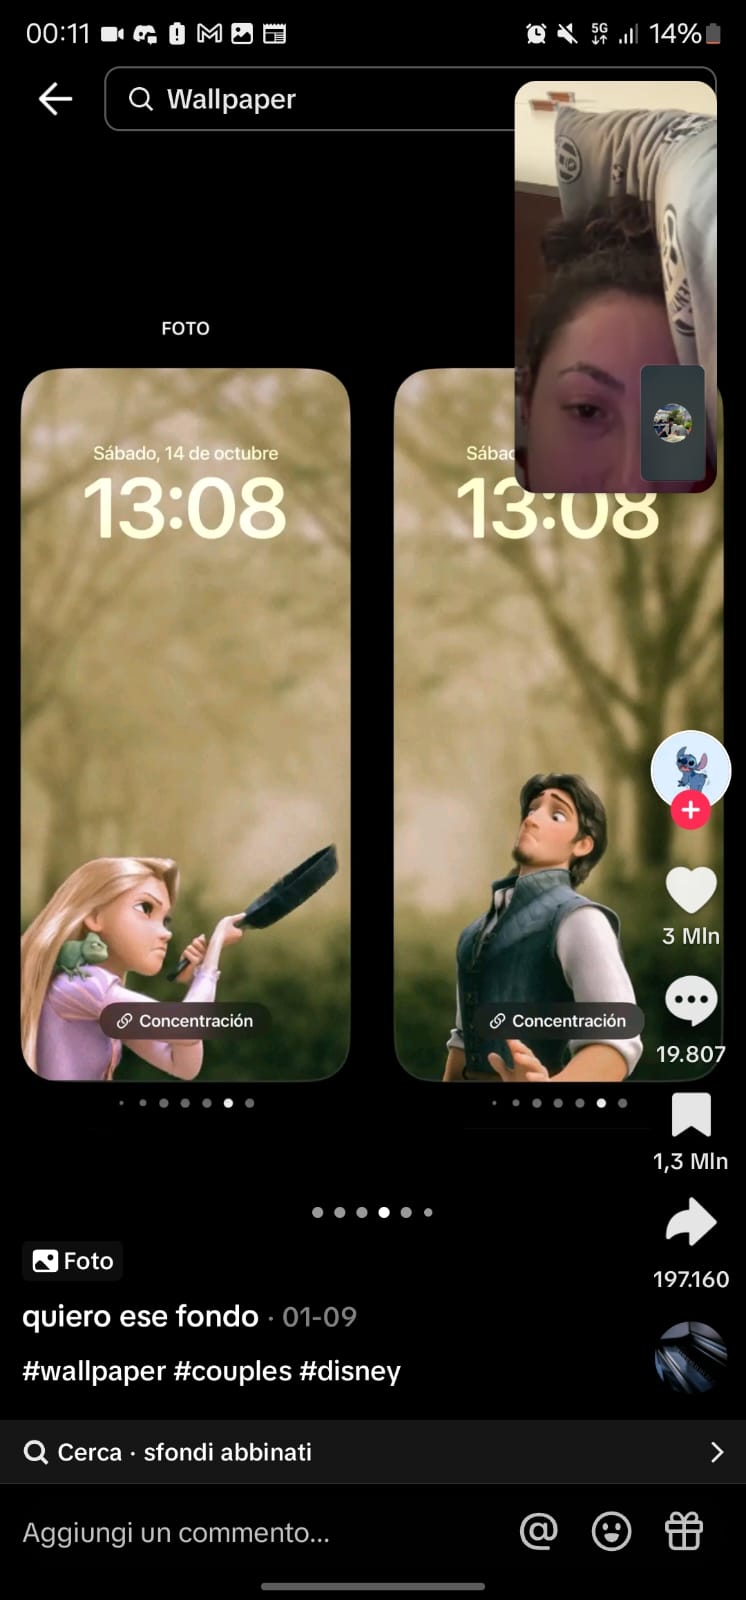 00:11
5G
14%
Wallpaper
FOTO
Sábado, 14 de octubre
13:08
Concentración
Sábad
13:08
Concentración
3 Mln
19.807
1,3 Mln
197.160
Foto
quiero ese fondo · 01-09
#wallpaper #couples #disney
Cerca · sfondi abbinati
Aggiungi un commento...